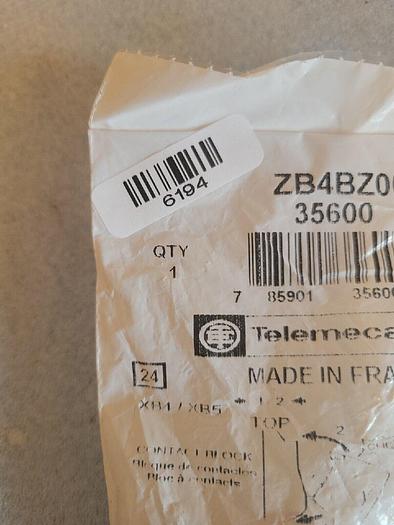 6194
ZB4BZ0
35600
QTY
1
7 85901 3560
Telemeca
24
MADE IN FRA
XB4 / XB5
1 2
TOP
2
CONTACT BLOCK
Bloque de contactos
Bloc à contacts